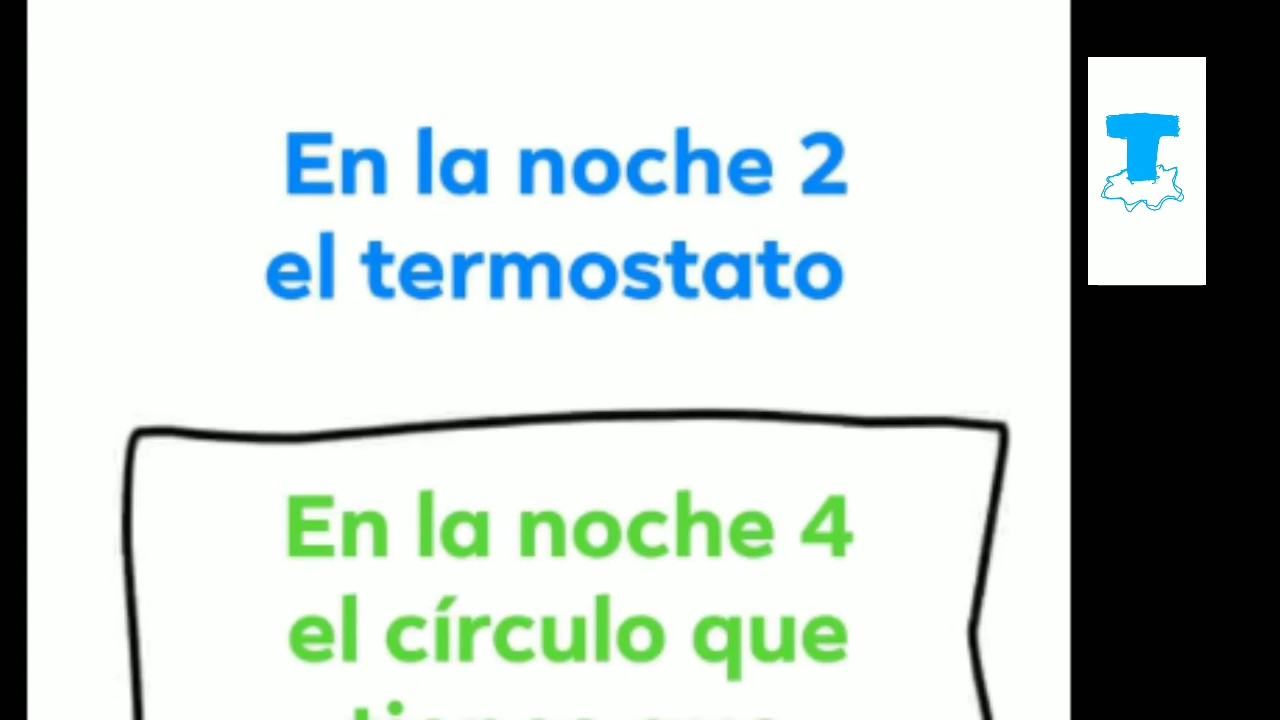 En la noche 2
el termostato
En la noche 4
el círculo que
T